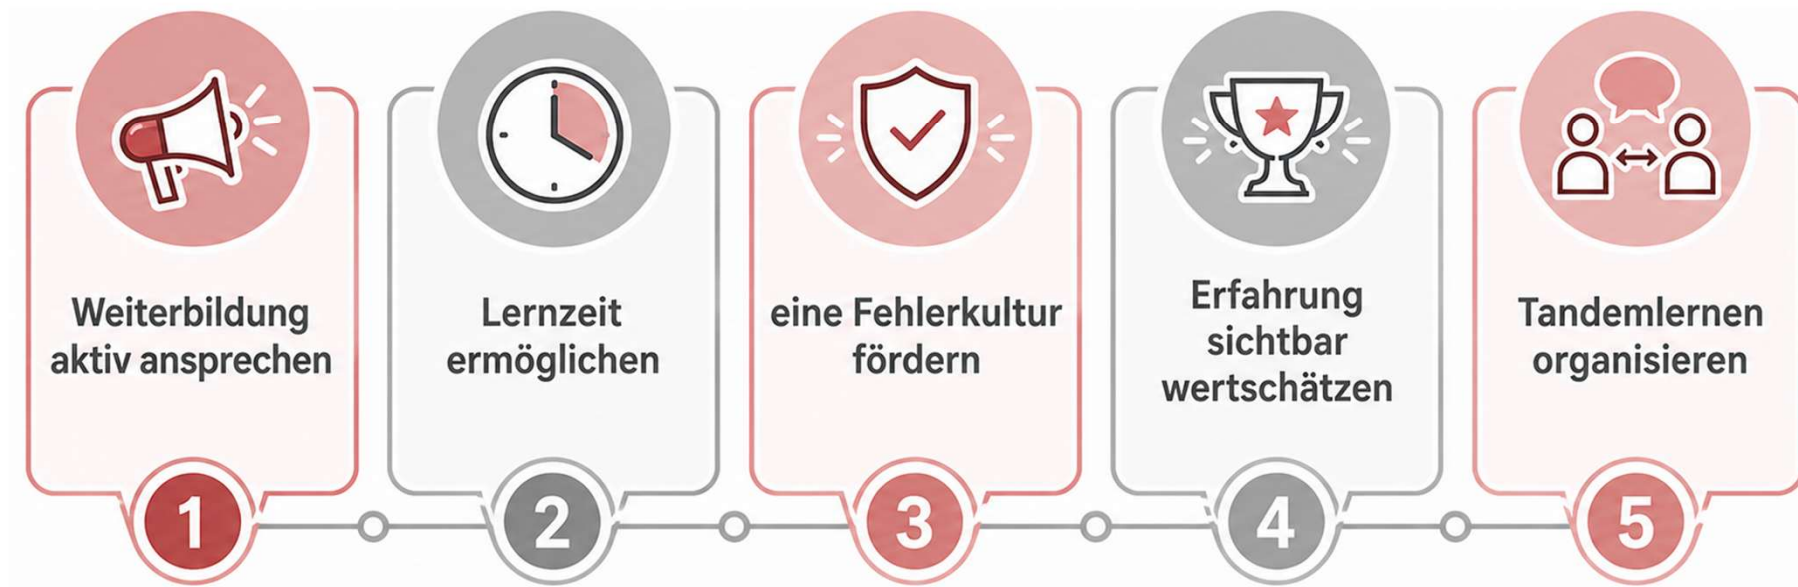 Weiterbildung
aktiv ansprechen
1
Lernzeit
ermöglichen
2
eine Fehlerkultur
fördern
3
Erfahrung
sichtbar
wertschätzen
4
Tandemlernen
organisieren
5